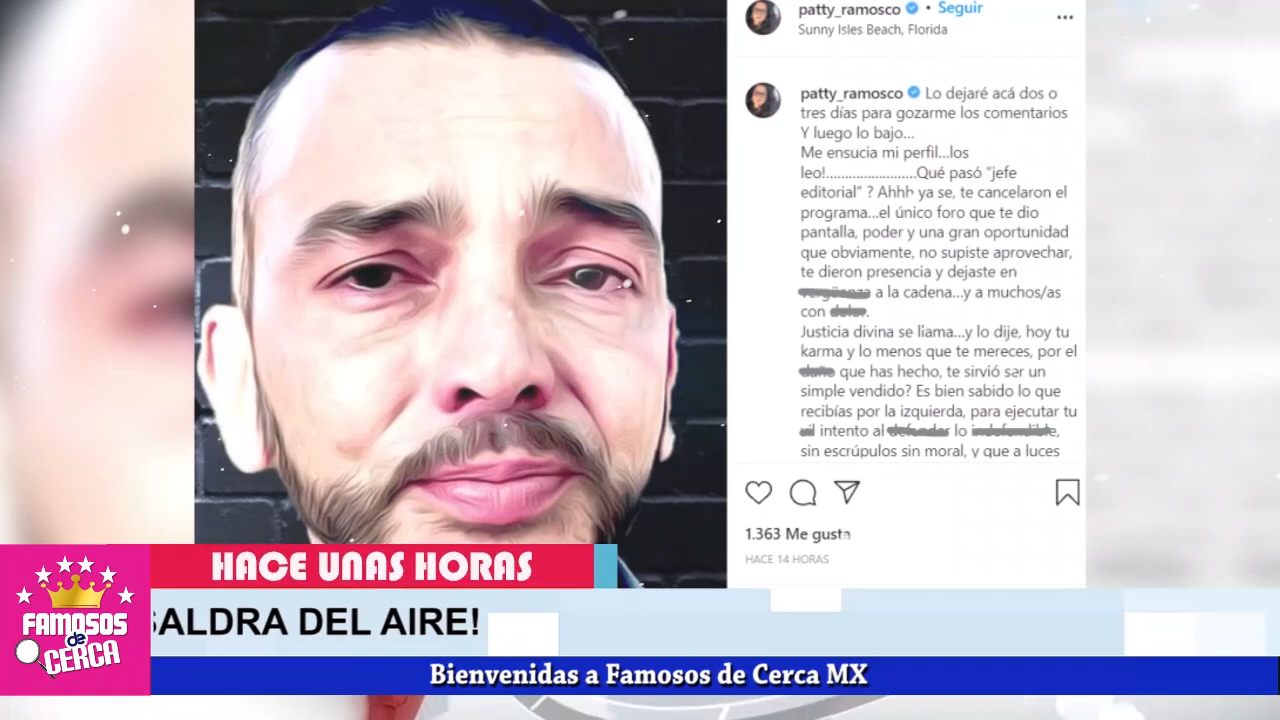 patty_ramosco • Seguir
Sunny Isles Beach, Florida
patty_ramosco Lo dejaré acá dos o
tres días para gozarme los comentarios
Y luego lo bajo...
Me ensucia mi perfil...los
leo!.......................Qué pasó "jefe
editorial" ? Ahhh ya se, te cancelaron el
programa...el único foro que te dio
pantalla, poder y una gran oportunidad
que obviamente, no supiste aprovechar,
te dieron presencia y dejaste en
a la cadena...y a muchos/as
con
Justicia divina se llama...y lo dije, hoy tu
karma y lo menos que te mereces, por el
que has hecho, te sirvió ser un
simple vendido? Es bien sabido lo que
recibías por la izquierda, para ejecutar tu
intento al lo
sin escrúpulos sin moral, y que a luces
1.363 Me gusta
HACE 14 HORAS
HACE UNAS HORAS
SALDRA DEL AIRE!
FAMOSOS
de
CERCA
Bienvenidas a Famosos de Cerca MX